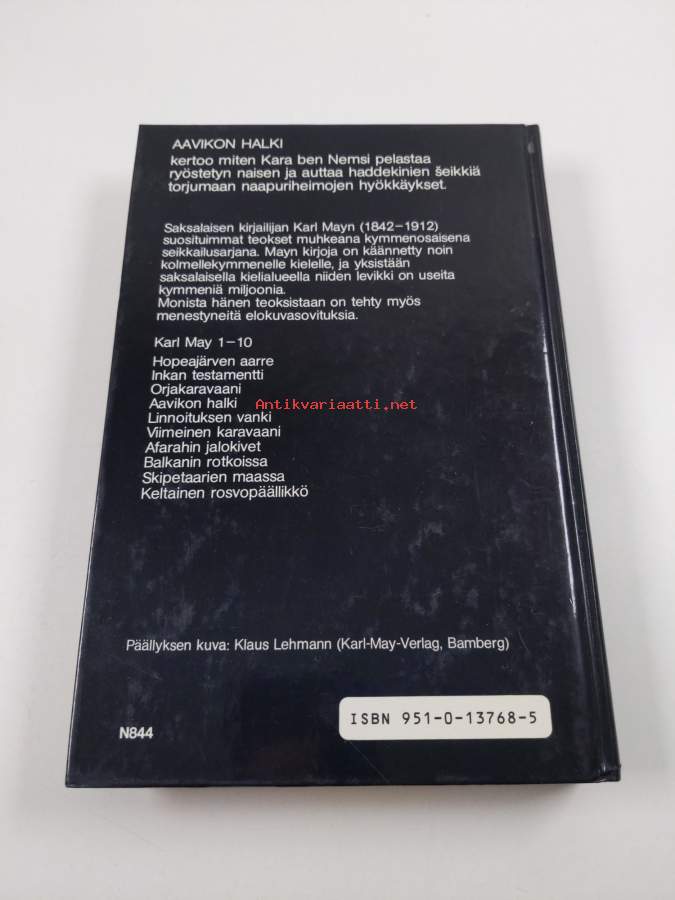 AAVIKON HALKI
kertoo miten Kara ben Nemsi pelastaa
ryöstetyn naisen ja auttaa haddekinien šeikkiä
torjumaan naapuriheimojen hyökkäykset.
Saksalaisen kirjailijan Karl Mayn (1842–1912)
suosituimmat teokset muhkeana kymmenosaisena
seikkailusarjana. Mayn kirjoja on käännetty noin
kolmellekymmenelle kielelle, ja yksistään
saksalaisella kielialueella niiden levikki on useita
kymmeniä miljoonia.
Monista hänen teoksistaan on tehty myös
menestyneitä elokuvasovituksia.
Karl May 1–10
Hopeajärven aarre
Inkan testamentti
Orjakaravaani
Aavikon halki
Antikvariaatti.net
Linnoituksen vanki
Viimeinen karavaani
Afarahin jalokivet
Balkanin rotkoissa
Skipetaarien maassa
Keltainen rosvopäällikkö
Päällyksen kuva: Klaus Lehmann (Karl-May-Verlag, Bamberg)
ISBN 951-0-13768-5
N844